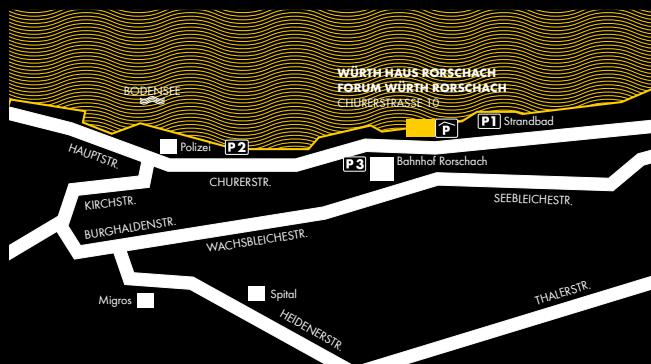 WÜRTH HAUS RORSCHACH
FORUM WÜRTH RORSCHACH
CHURERSTRASSE 10
BODENSEE
P1 Strandbad
P
Polizei
P2
HAUPTSTR.
P3
Bahnhof Rorschach
CHURERSTR.
KIRCHSTR.
SEEBLEICHESTR.
BURGHALDENSTR.
WACHSBLEICHESTR.
Migros
Spital
THALERSTR.
HEIDENERSTR.